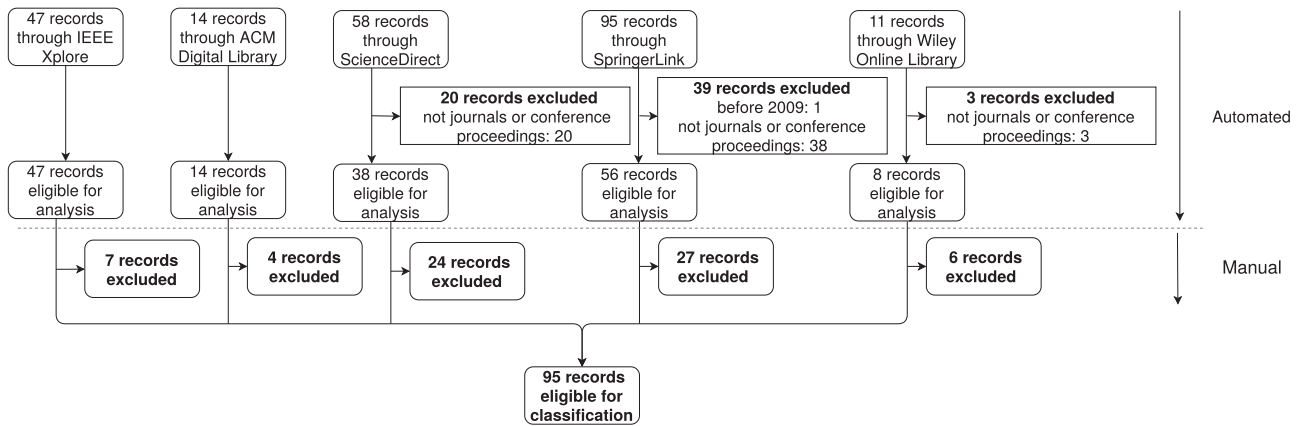 47 records
through IEEE
Xplore
14 records
through ACM
Digital Library
58 records
through
ScienceDirect
95 records
through
SpringerLink
11 records
through Wiley
Online Library
20 records excluded
not journals or conference
proceedings: 20
39 records excluded
before 2009: 1
not journals or conference
proceedings: 38
3 records excluded
not journals or conference
proceedings: 3
Automated
47 records
eligible for
analysis
14 records
eligible for
analysis
38 records
eligible for
analysis
56 records
eligible for
analysis
8 records
eligible for
analysis
7 records
excluded
4 records
excluded
24 records
excluded
27 records
excluded
6 records
excluded
Manual
95 records
eligible for
classification